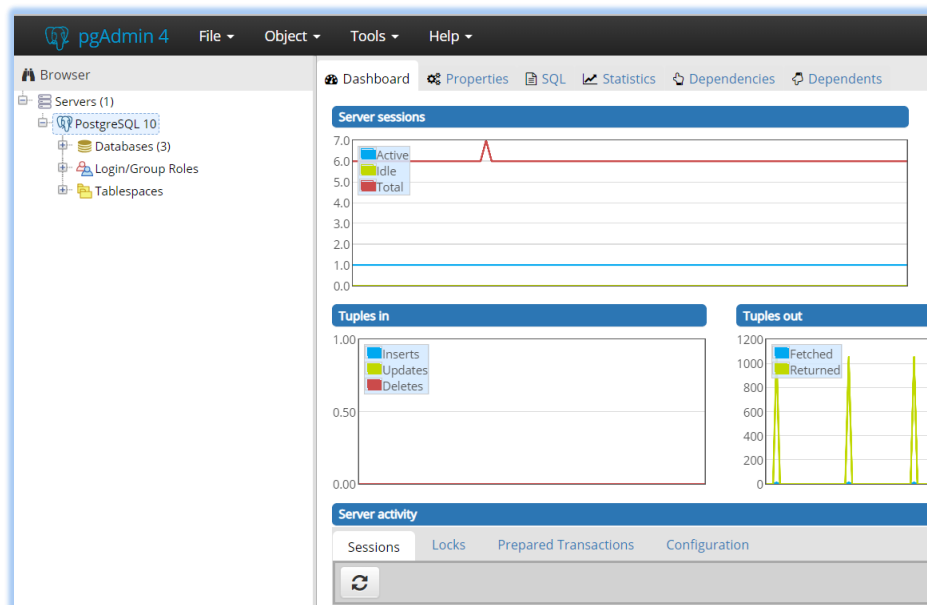 pgAdmin 4 File Object Tools Help
Browser
Servers (1)
PostgreSQL 10
Databases (3)
Login/Group Roles
Tablespaces
Dashboard Properties SQL Statistics Dependencies Dependents
Server sessions
7.0
6.0
5.0
4.0
3.0
2.0
1.0
0.0
Active
Idle
Total
Tuples in
1.00
0.50
0.00
Inserts
Updates
Deletes
Tuples out
1200
1000
800
600
400
200
0
Fetched
Returned
Server activity
Sessions Locks Prepared Transactions Configuration